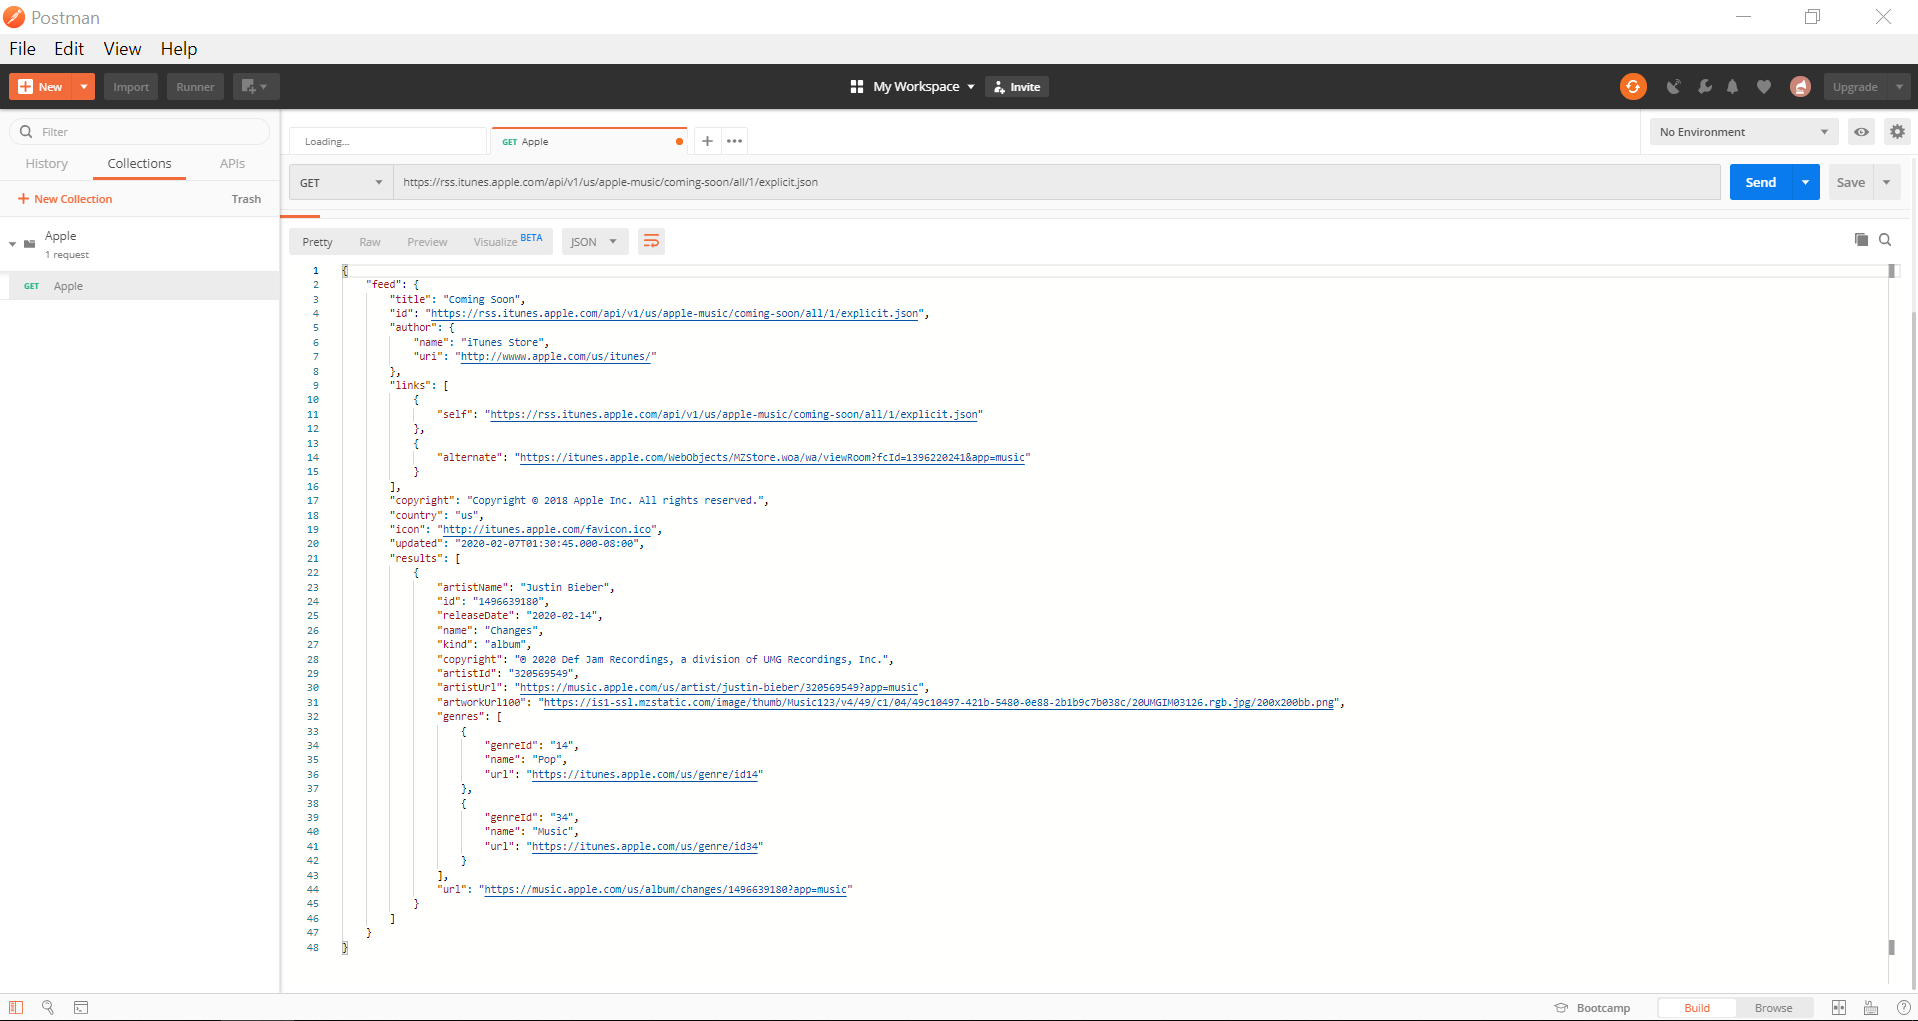 Postman
File Edit View Help
New Import Runner My Workspace Invite Upgrade
Filter
History Collections APIs
+ New Collection Trash
Apple
1 request
GET Apple
Loading... GET Apple + ••• No Environment
GET https://rss.itunes.apple.com/api/v1/us/apple-music/coming-soon/all/1/explicit.json Send Save
Pretty Raw Preview Visualize BETA JSON
1 {
2 "feed": {
3 "title": "Coming Soon",
4 "id": "https://rss.itunes.apple.com/api/v1/us/apple-music/coming-soon/all/1/explicit.json",
5 "author": {
6 "name": "iTunes Store",
7 "uri": "http://wwww.apple.com/us/itunes/"
8 },
9 "links": [
10 {
11 "self": "https://rss.itunes.apple.com/api/v1/us/apple-music/coming-soon/all/1/explicit.json"
12 },
13 {
14 "alternate": "https://itunes.apple.com/WebObjects/MZStore.woa/wa/viewRoom?fcId=1396220241&app=music"
15 }
16 ],
17 "copyright": "Copyright © 2018 Apple Inc. All rights reserved.",
18 "country": "us",
19 "icon": "http://itunes.apple.com/favicon.ico",
20 "updated": "2020-02-07T01:30:45.000-08:00",
21 "results": [
22 {
23 "artistName": "Justin Bieber",
24 "id": "1496639180",
25 "releaseDate": "2020-02-14",
26 "name": "Changes",
27 "kind": "album",
28 "copyright": "℗ 2020 Def Jam Recordings, a division of UMG Recordings, Inc.",
29 "artistId": "320569549",
30 "artistUrl": "https://music.apple.com/us/artist/justin-bieber/320569549?app=music",
31 "artworkUrl100": "https://is1-ssl.mzstatic.com/image/thumb/Music123/v4/49/c1/04/49c10497-421b-5480-0e88-2b1b9c7b038c/20UMGIM03126.rgb.jpg/200x200bb.png",
32 "genres": [
33 {
34 "genreId": "14",
35 "name": "Pop",
36 "url": "https://itunes.apple.com/us/genre/id14"
37 },
38 {
39 "genreId": "34",
40 "name": "Music",
41 "url": "https://itunes.apple.com/us/genre/id34"
42 }
43 ],
44 "url": "https://music.apple.com/us/album/changes/1496639180?app=music"
45 }
46 ]
47 }
48 }
Bootcamp Build Browse